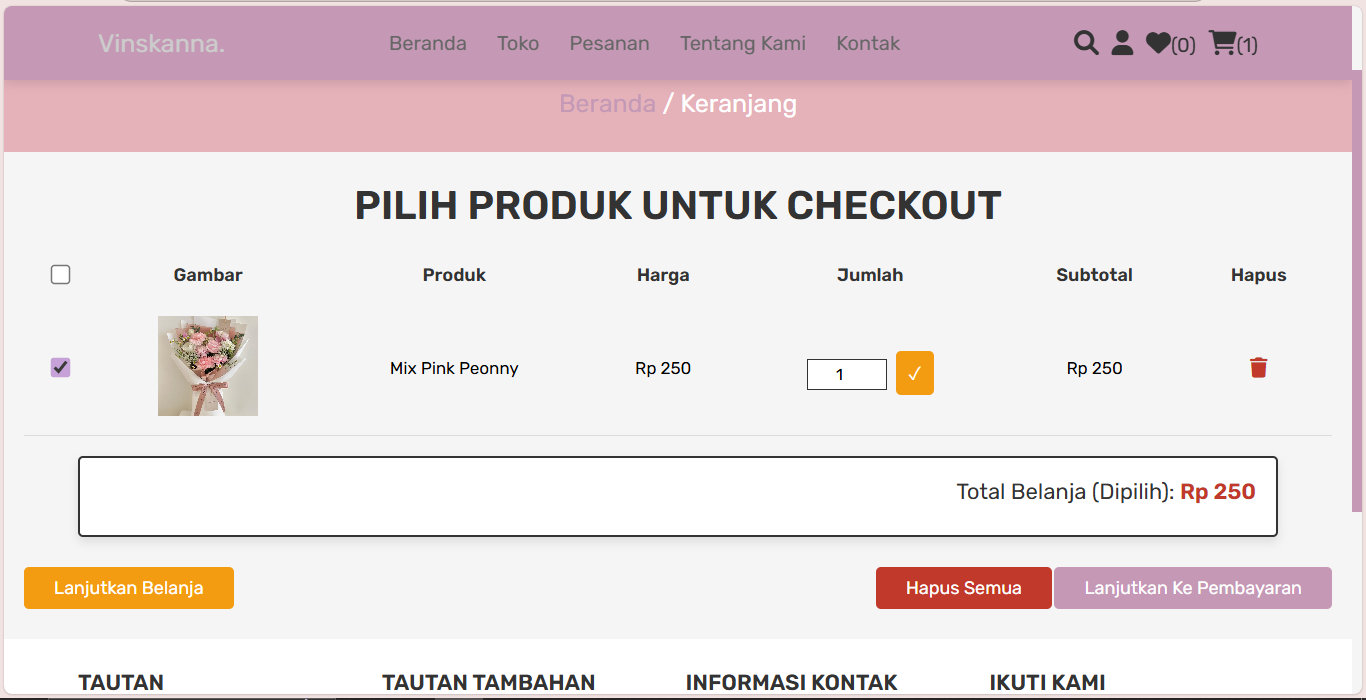 Vinskanna. Beranda Toko Pesanan Tentang Kami Kontak (0) (1)
Beranda / Keranjang
PILIH PRODUK UNTUK CHECKOUT
Gambar Produk Harga Jumlah Subtotal Hapus
Mix Pink Peonny Rp 250 1 Rp 250
Total Belanja (Dipilih): Rp 250
Lanjutkan Belanja Hapus Semua Lanjutkan Ke Pembayaran
TAUTAN TAUTAN TAMBAHAN INFORMASI KONTAK IKUTI KAMI